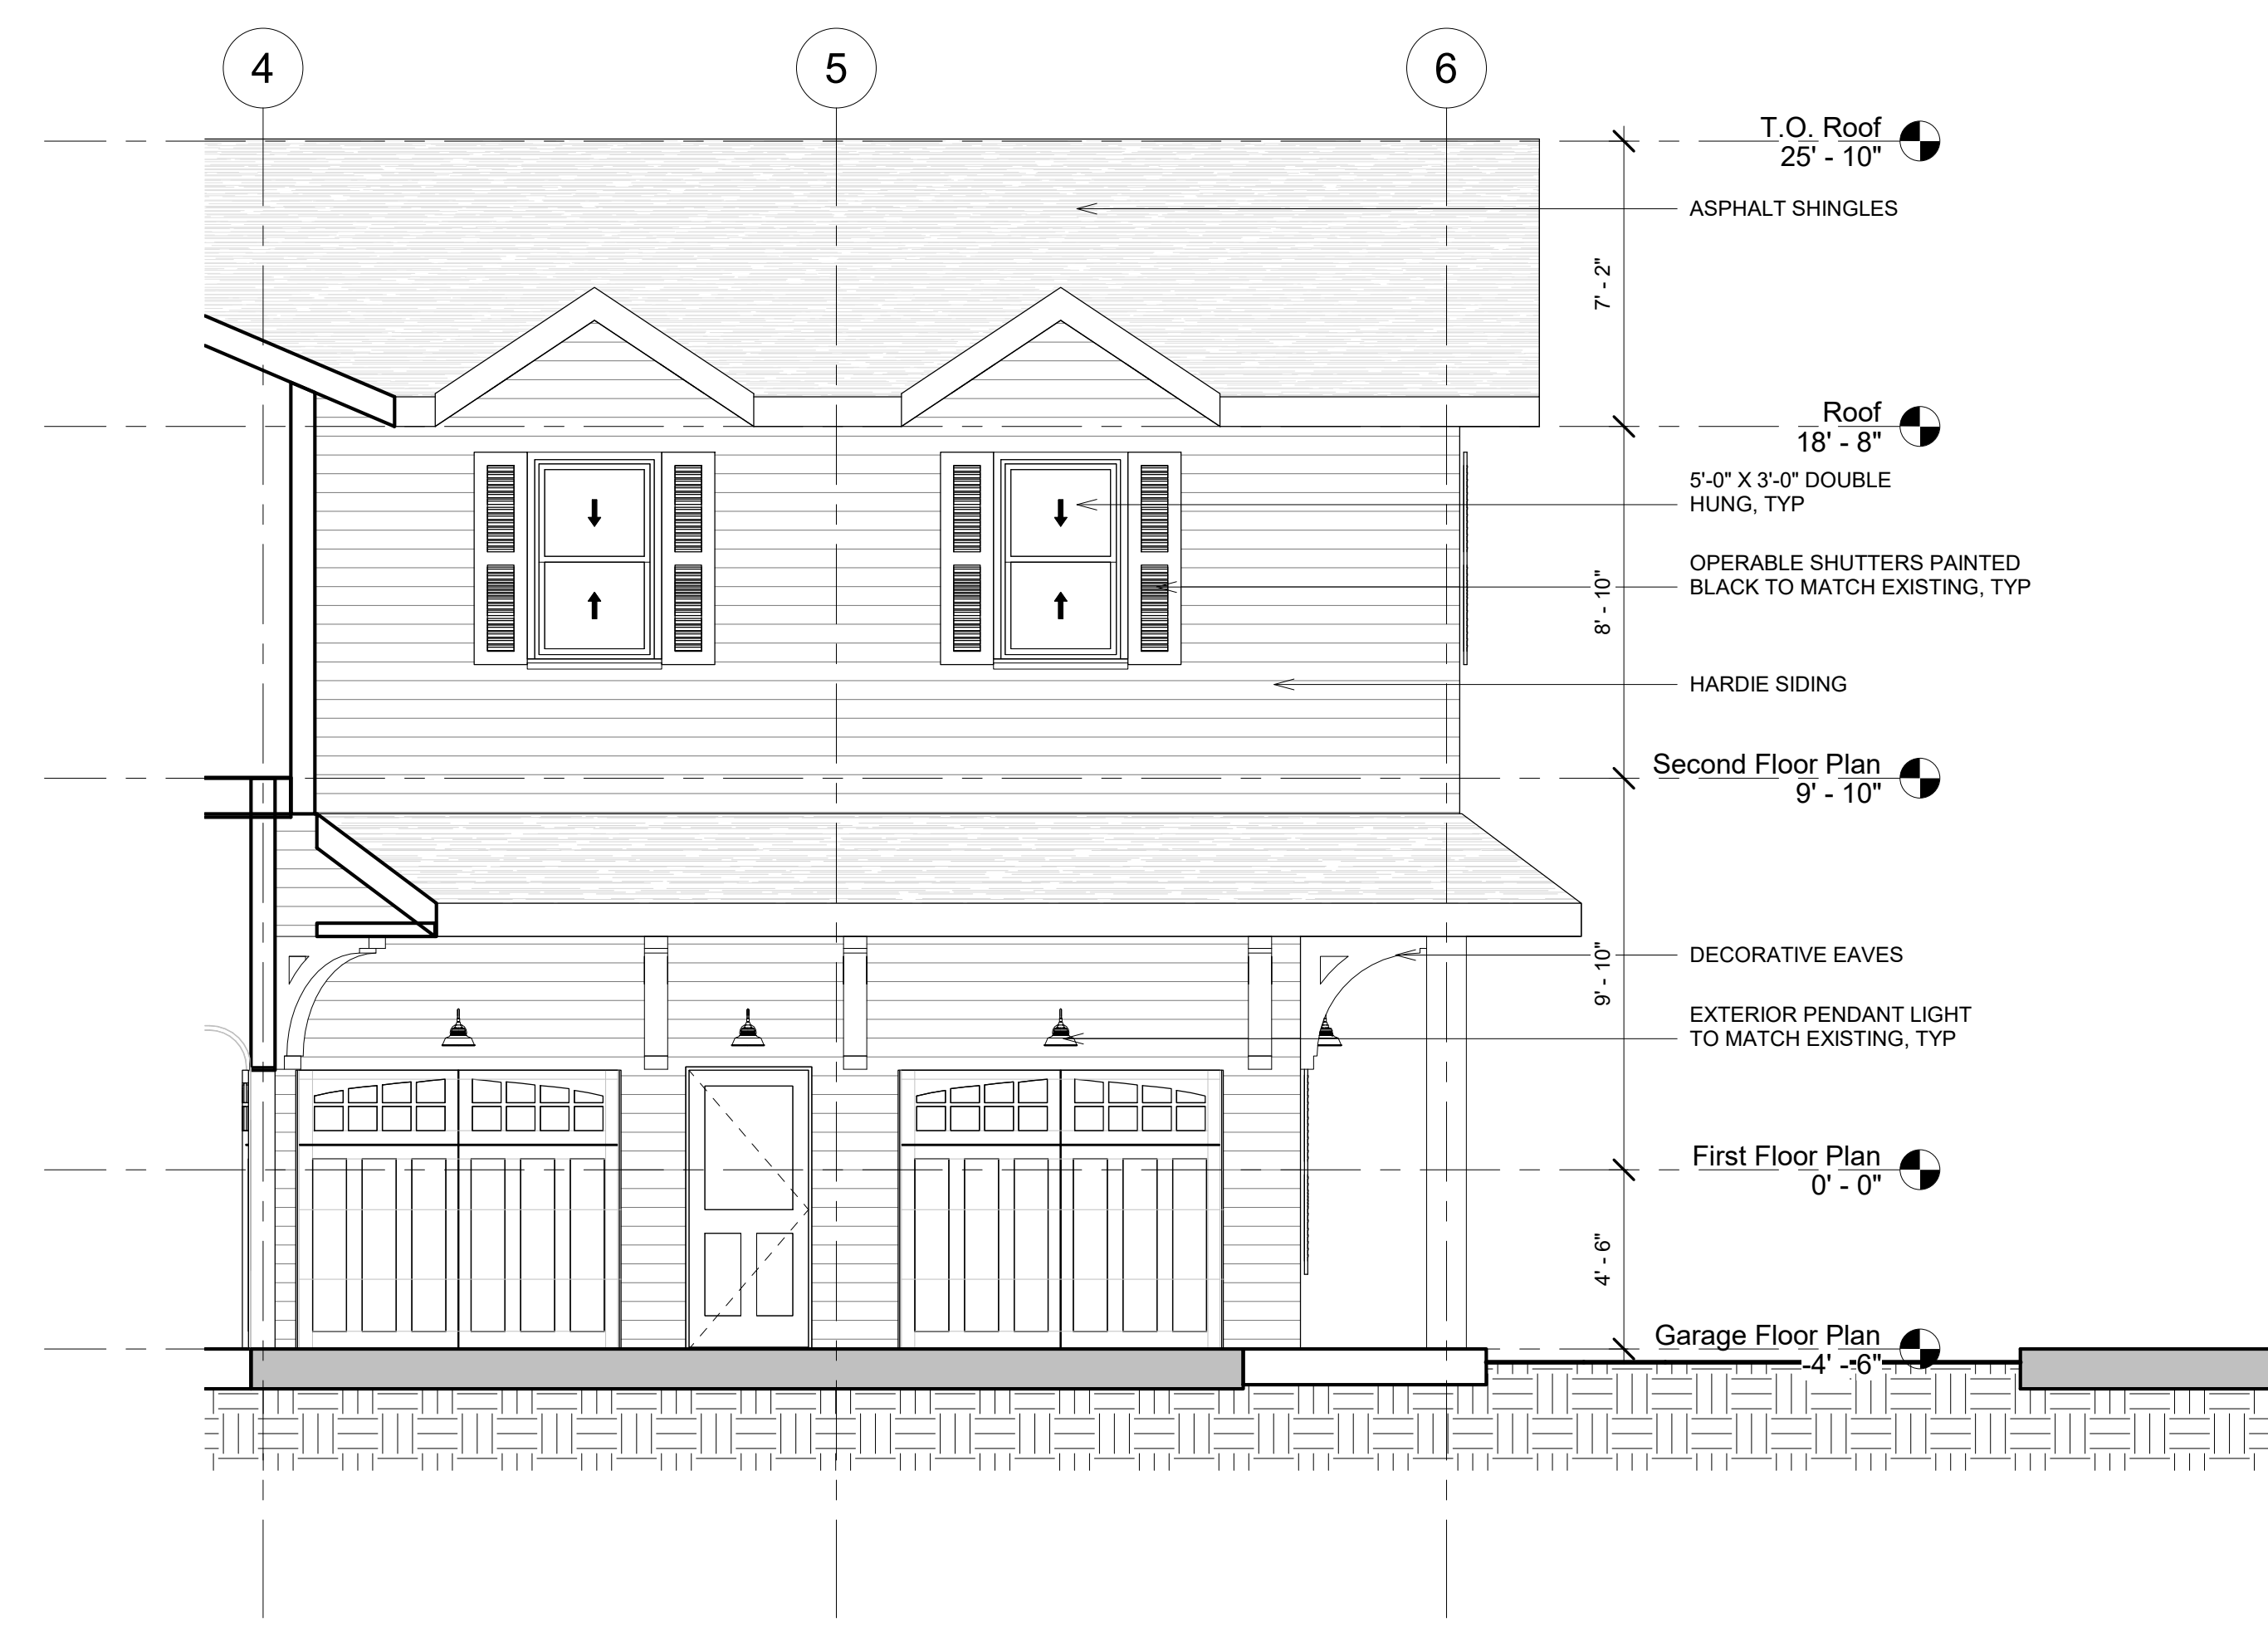 4
5
6
T.O. Roof
25' - 10"
ASPHALT SHINGLES
7' - 2"
Roof
18' - 8"
5'-0" X 3'-0" DOUBLE
HUNG, TYP
OPERABLE SHUTTERS PAINTED
BLACK TO MATCH EXISTING, TYP
8' - 10"
HARDIE SIDING
Second Floor Plan
9' - 10"
DECORATIVE EAVES
9' - 10"
EXTERIOR PENDANT LIGHT
TO MATCH EXISTING, TYP
First Floor Plan
0' - 0"
4' - 6"
Garage Floor Plan
-4' - 6"